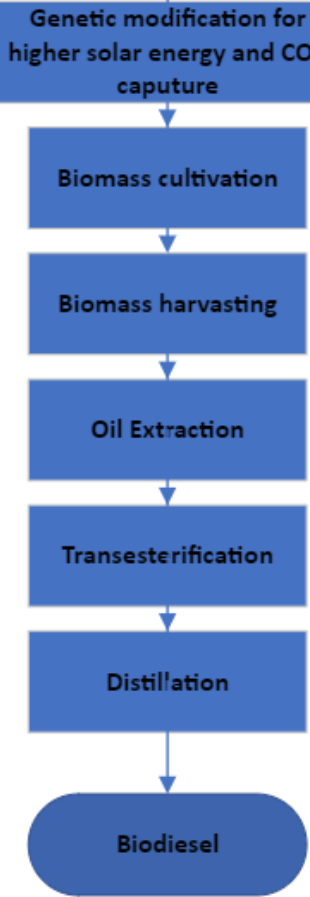 Genetic modification for
higher solar energy and CO
caputure
Biomass cultivation
Biomass harvasting
Oil Extraction
Transesterification
Distillation
Biodiesel